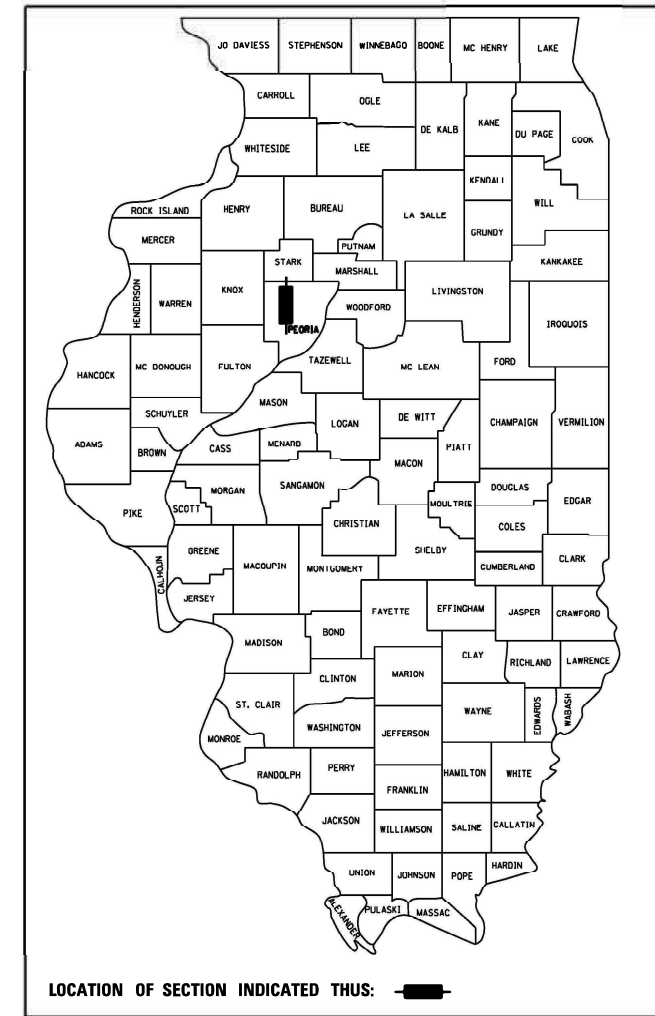 JO DAVIESS STEPHENSON WINNEBAGO BOONE MC HENRY LAKE
CARROLL OGLE DE KALB KANE DU PAGE COOK
WHITESIDE LEE
KENDALL WILL
ROCK ISLAND HENRY BUREAU LA SALLE GRUNDY
MERCER PUTNAM KANKAKEE
STARK MARSHALL
HENDERSON WARREN KNOX PEORIA WOODFORD LIVINGSTON IROQUOIS
HANCOCK MC DONOUGH FULTON TAZEWELL MC LEAN FORD
MASON
SCHUYLER LOGAN DE WITT CHAMPAIGN VERMILION
ADAMS BROWN CASS MENARD PIATT
MACON
MORGAN SANGAMON DOUGLAS EDGAR
PIKE SCOTT CHRISTIAN MOULTRIE COLES
GREENE SHELBY
CALHOUN MACOUPIN MONTGOMERY CUMBERLAND CLARK
JERSEY FAYETTE EFFINGHAM JASPER CRAWFORD
MADISON BOND
CLAY RICHLAND LAWRENCE
CLINTON MARION
ST. CLAIR WAYNE EDWARDS WABASH
MONROE WASHINGTON JEFFERSON
RANDOLPH PERRY HAMILTON WHITE
FRANKLIN
JACKSON WILLIAMSON SALINE GALLATIN
UNION JOHNSON POPE HARDIN
ALEXANDER PULASKI MASSAC
LOCATION OF SECTION INDICATED THUS: